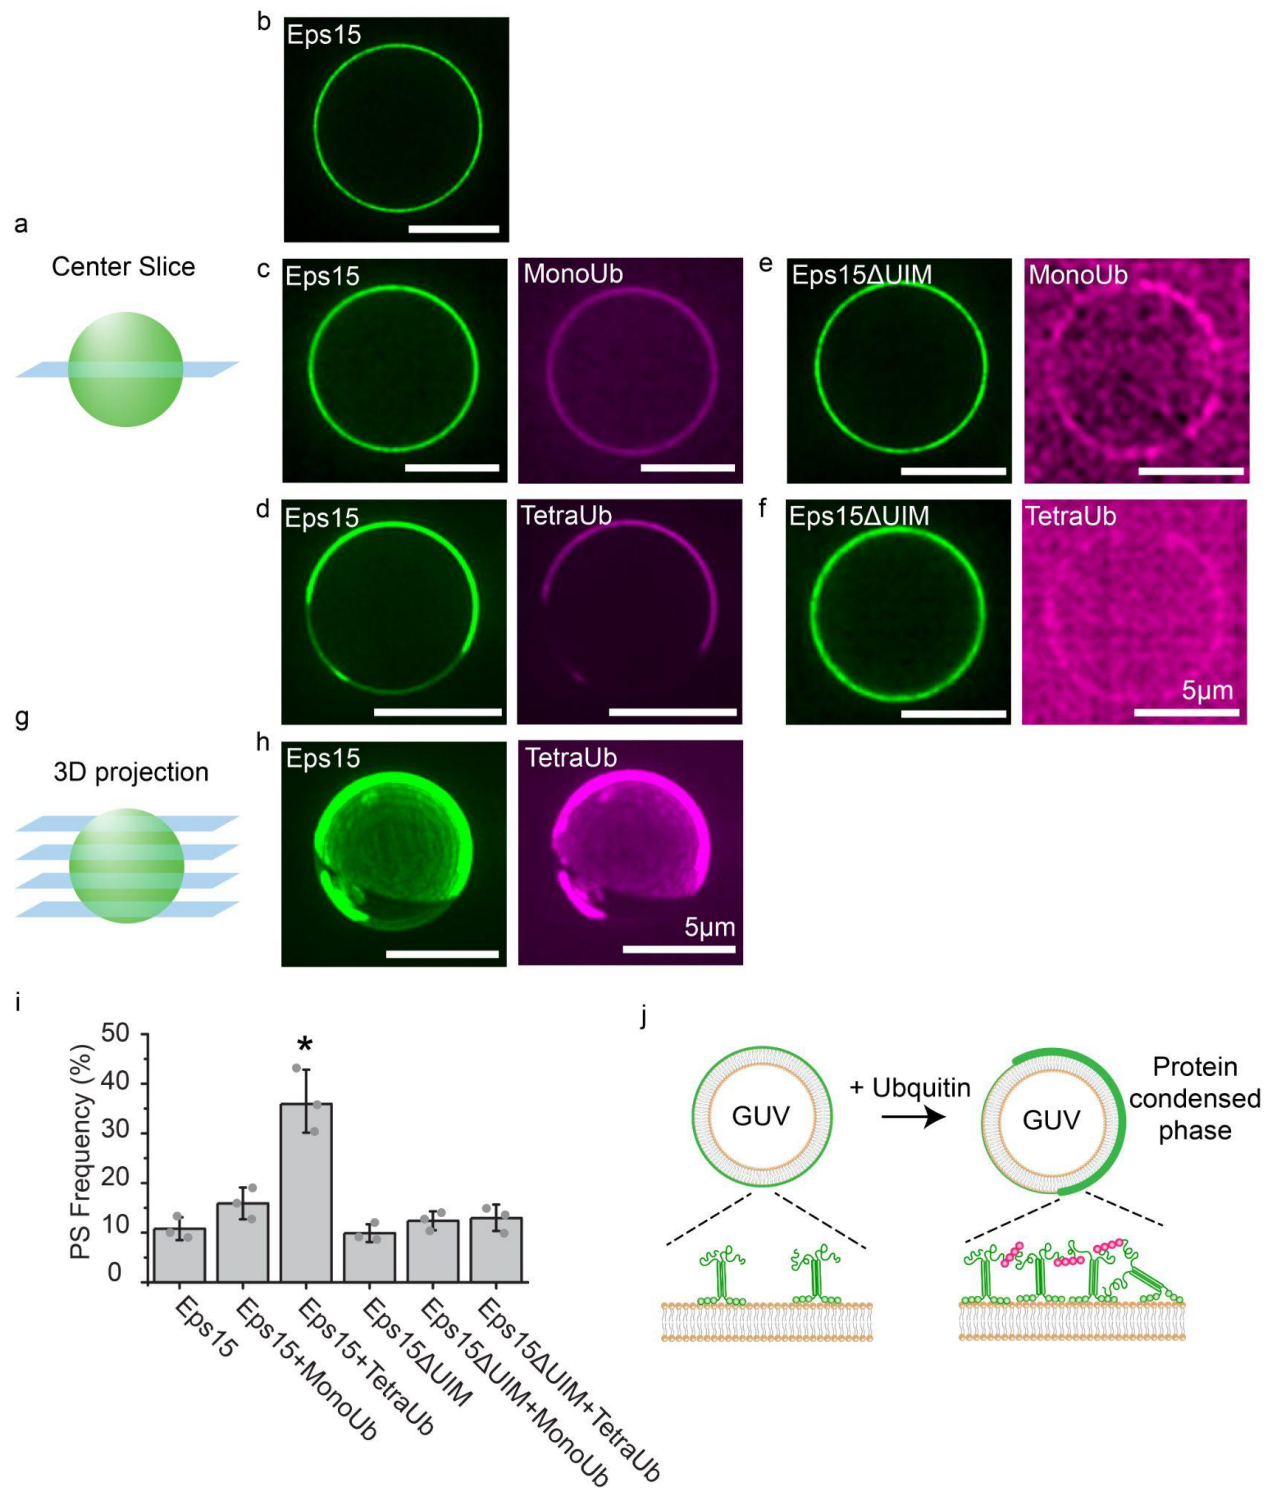 b
Eps15
a
Center Slice
c
Eps15
MonoUb
e
Eps15ΔUIM
MonoUb
d
Eps15
TetraUb
f
Eps15ΔUIM
TetraUb
5μm
g
3D projection
h
Eps15
TetraUb
5μm
i
PS Frequency (%)
50
40
30
20
10
0
*
Eps15
Eps15+MonoUb
Eps15+TetraUb
Eps15ΔUIM
Eps15ΔUIM+MonoUb
Eps15ΔUIM+TetraUb
j
GUV
+ Ubquitin
GUV
Protein
condensed
phase